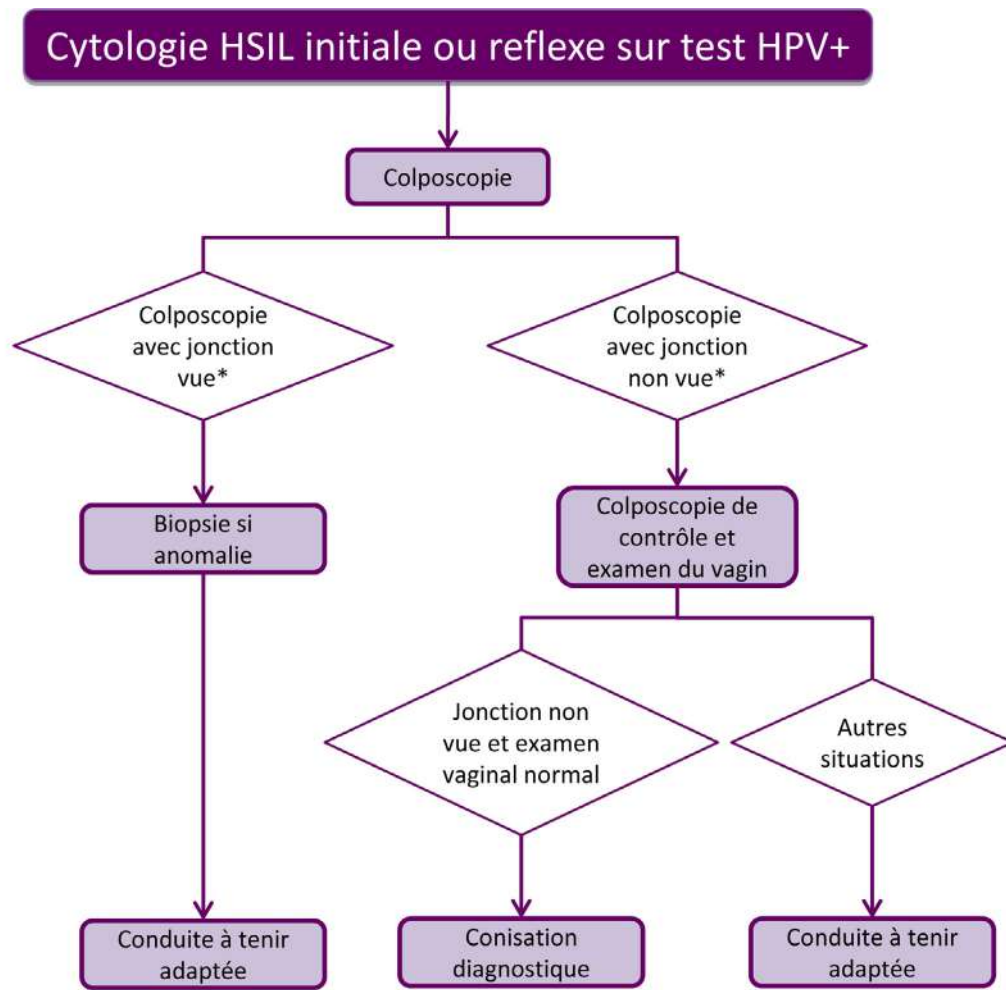 Cytologie HSIL initiale ou reflexe sur test HPV+
Colposcopie
Colposcopie
avec jonction
vue*
Colposcopie
avec jonction
non vue*
Biopsie si
anomalie
Colposcopie de
contrôle et
examen du vagin
Jonction non
vue et examen
vaginal normal
Autres
situations
Conduite à tenir
adaptée
Conisation
diagnostique
Conduite à tenir
adaptée